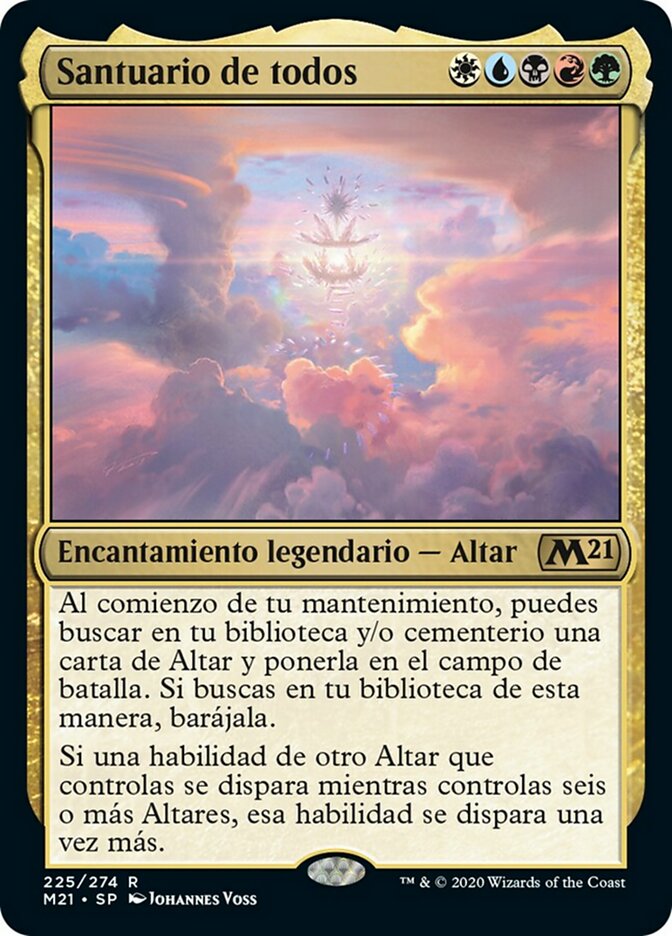 Santuario de todos
Encantamiento legendario — Altar
M21
Al comienzo de tu mantenimiento, puedes
buscar en tu biblioteca y/o cementerio una
carta de Altar y ponerla en el campo de
batalla. Si buscas en tu biblioteca de esta
manera, barájala.
Si una habilidad de otro Altar que
controlas se dispara mientras controlas seis
o más Altares, esa habilidad se dispara una
vez más.
225/274 R
M21 • SP Johannes Voss
™ & © 2020 Wizards of the Coast